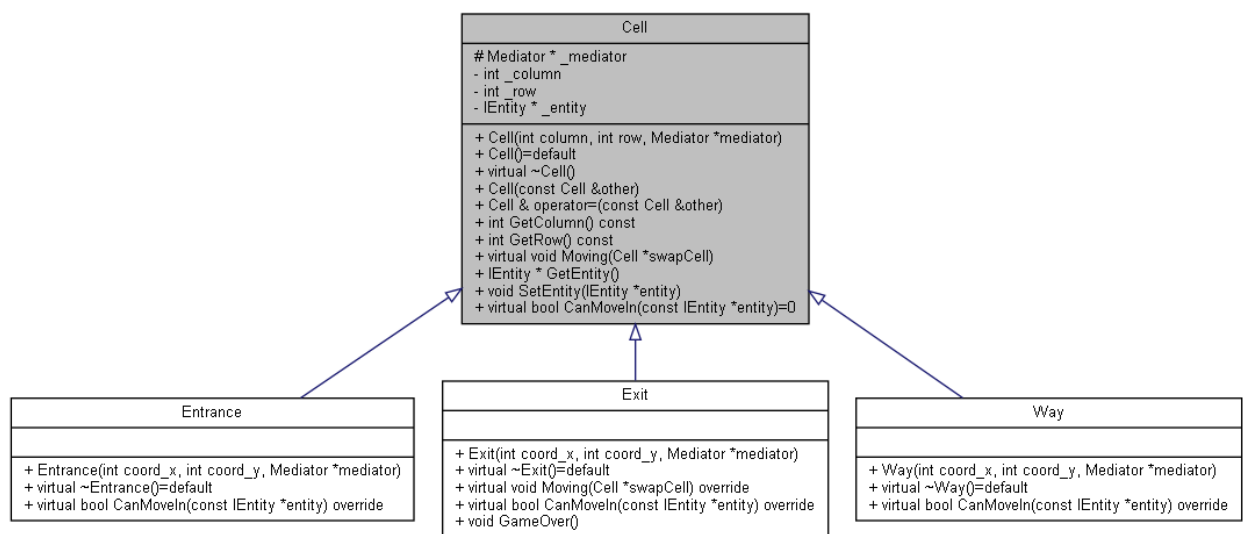 Cell
# Mediator * _mediator
- int _column
- int _row
- IEntity * _entity
+ Cell(int column, int row, Mediator *mediator)
+ Cell()=default
+ virtual ~Cell()
+ Cell(const Cell &other)
+ Cell & operator=(const Cell &other)
+ int GetColumn() const
+ int GetRow() const
+ virtual void Moving(Cell *swapCell)
+ IEntity * GetEntity()
+ void SetEntity(IEntity *entity)
+ virtual bool CanMoveIn(const IEntity *entity)=0
Entrance
+ Entrance(int coord_x, int coord_y, Mediator *mediator)
+ virtual ~Entrance()=default
+ virtual bool CanMoveIn(const IEntity *entity) override
Exit
+ Exit(int coord_x, int coord_y, Mediator *mediator)
+ virtual ~Exit()=default
+ virtual void Moving(Cell *swapCell) override
+ virtual bool CanMoveIn(const IEntity *entity) override
+ void GameOver()
Way
+ Way(int coord_x, int coord_y, Mediator *mediator)
+ virtual ~Way()=default
+ virtual bool CanMoveIn(const IEntity *entity) override